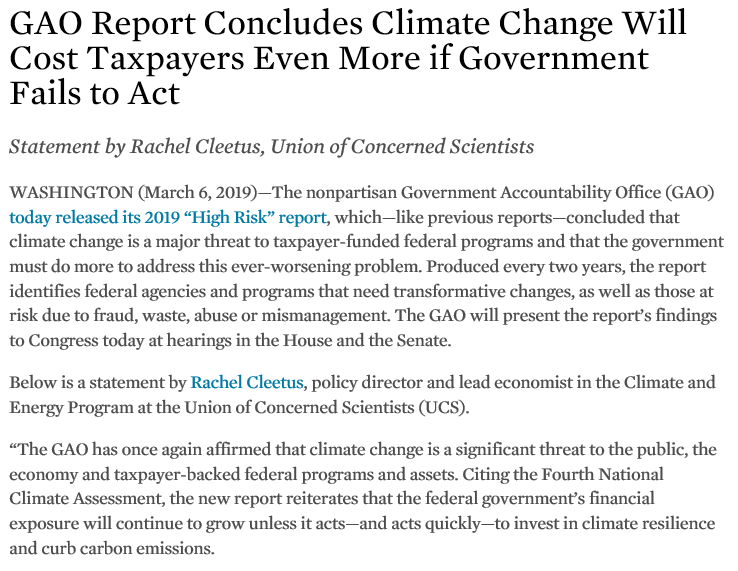 GAO Report Concludes Climate Change Will
Cost Taxpayers Even More if Government
Fails to Act
Statement by Rachel Cleetus, Union of Concerned Scientists
WASHINGTON (March 6, 2019)—The nonpartisan Government Accountability Office (GAO)
today released its 2019 “High Risk” report, which—like previous reports—concluded that
climate change is a major threat to taxpayer-funded federal programs and that the government
must do more to address this ever-worsening problem. Produced every two years, the report
identifies federal agencies and programs that need transformative changes, as well as those at
risk due to fraud, waste, abuse or mismanagement. The GAO will present the report’s findings
to Congress today at hearings in the House and the Senate.
Below is a statement by Rachel Cleetus, policy director and lead economist in the Climate and
Energy Program at the Union of Concerned Scientists (UCS).
“The GAO has once again affirmed that climate change is a significant threat to the public, the
economy and taxpayer-backed federal programs and assets. Citing the Fourth National
Climate Assessment, the new report reiterates that the federal government’s financial
exposure will continue to grow unless it acts—and acts quickly—to invest in climate resilience
and curb carbon emissions.